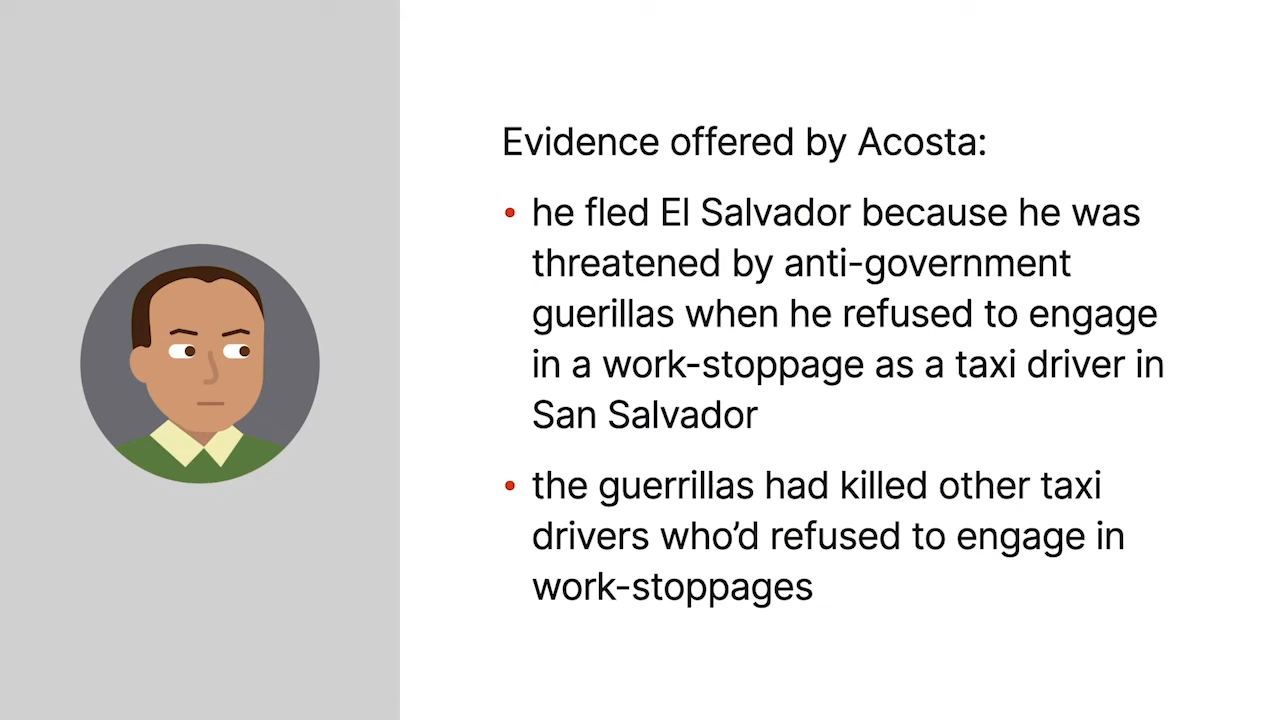 Evidence offered by Acosta:
• he fled El Salvador because he was
threatened by anti-government
guerillas when he refused to engage
in a work-stoppage as a taxi driver in
San Salvador
• the guerrillas had killed other taxi
drivers who’d refused to engage in
work-stoppages